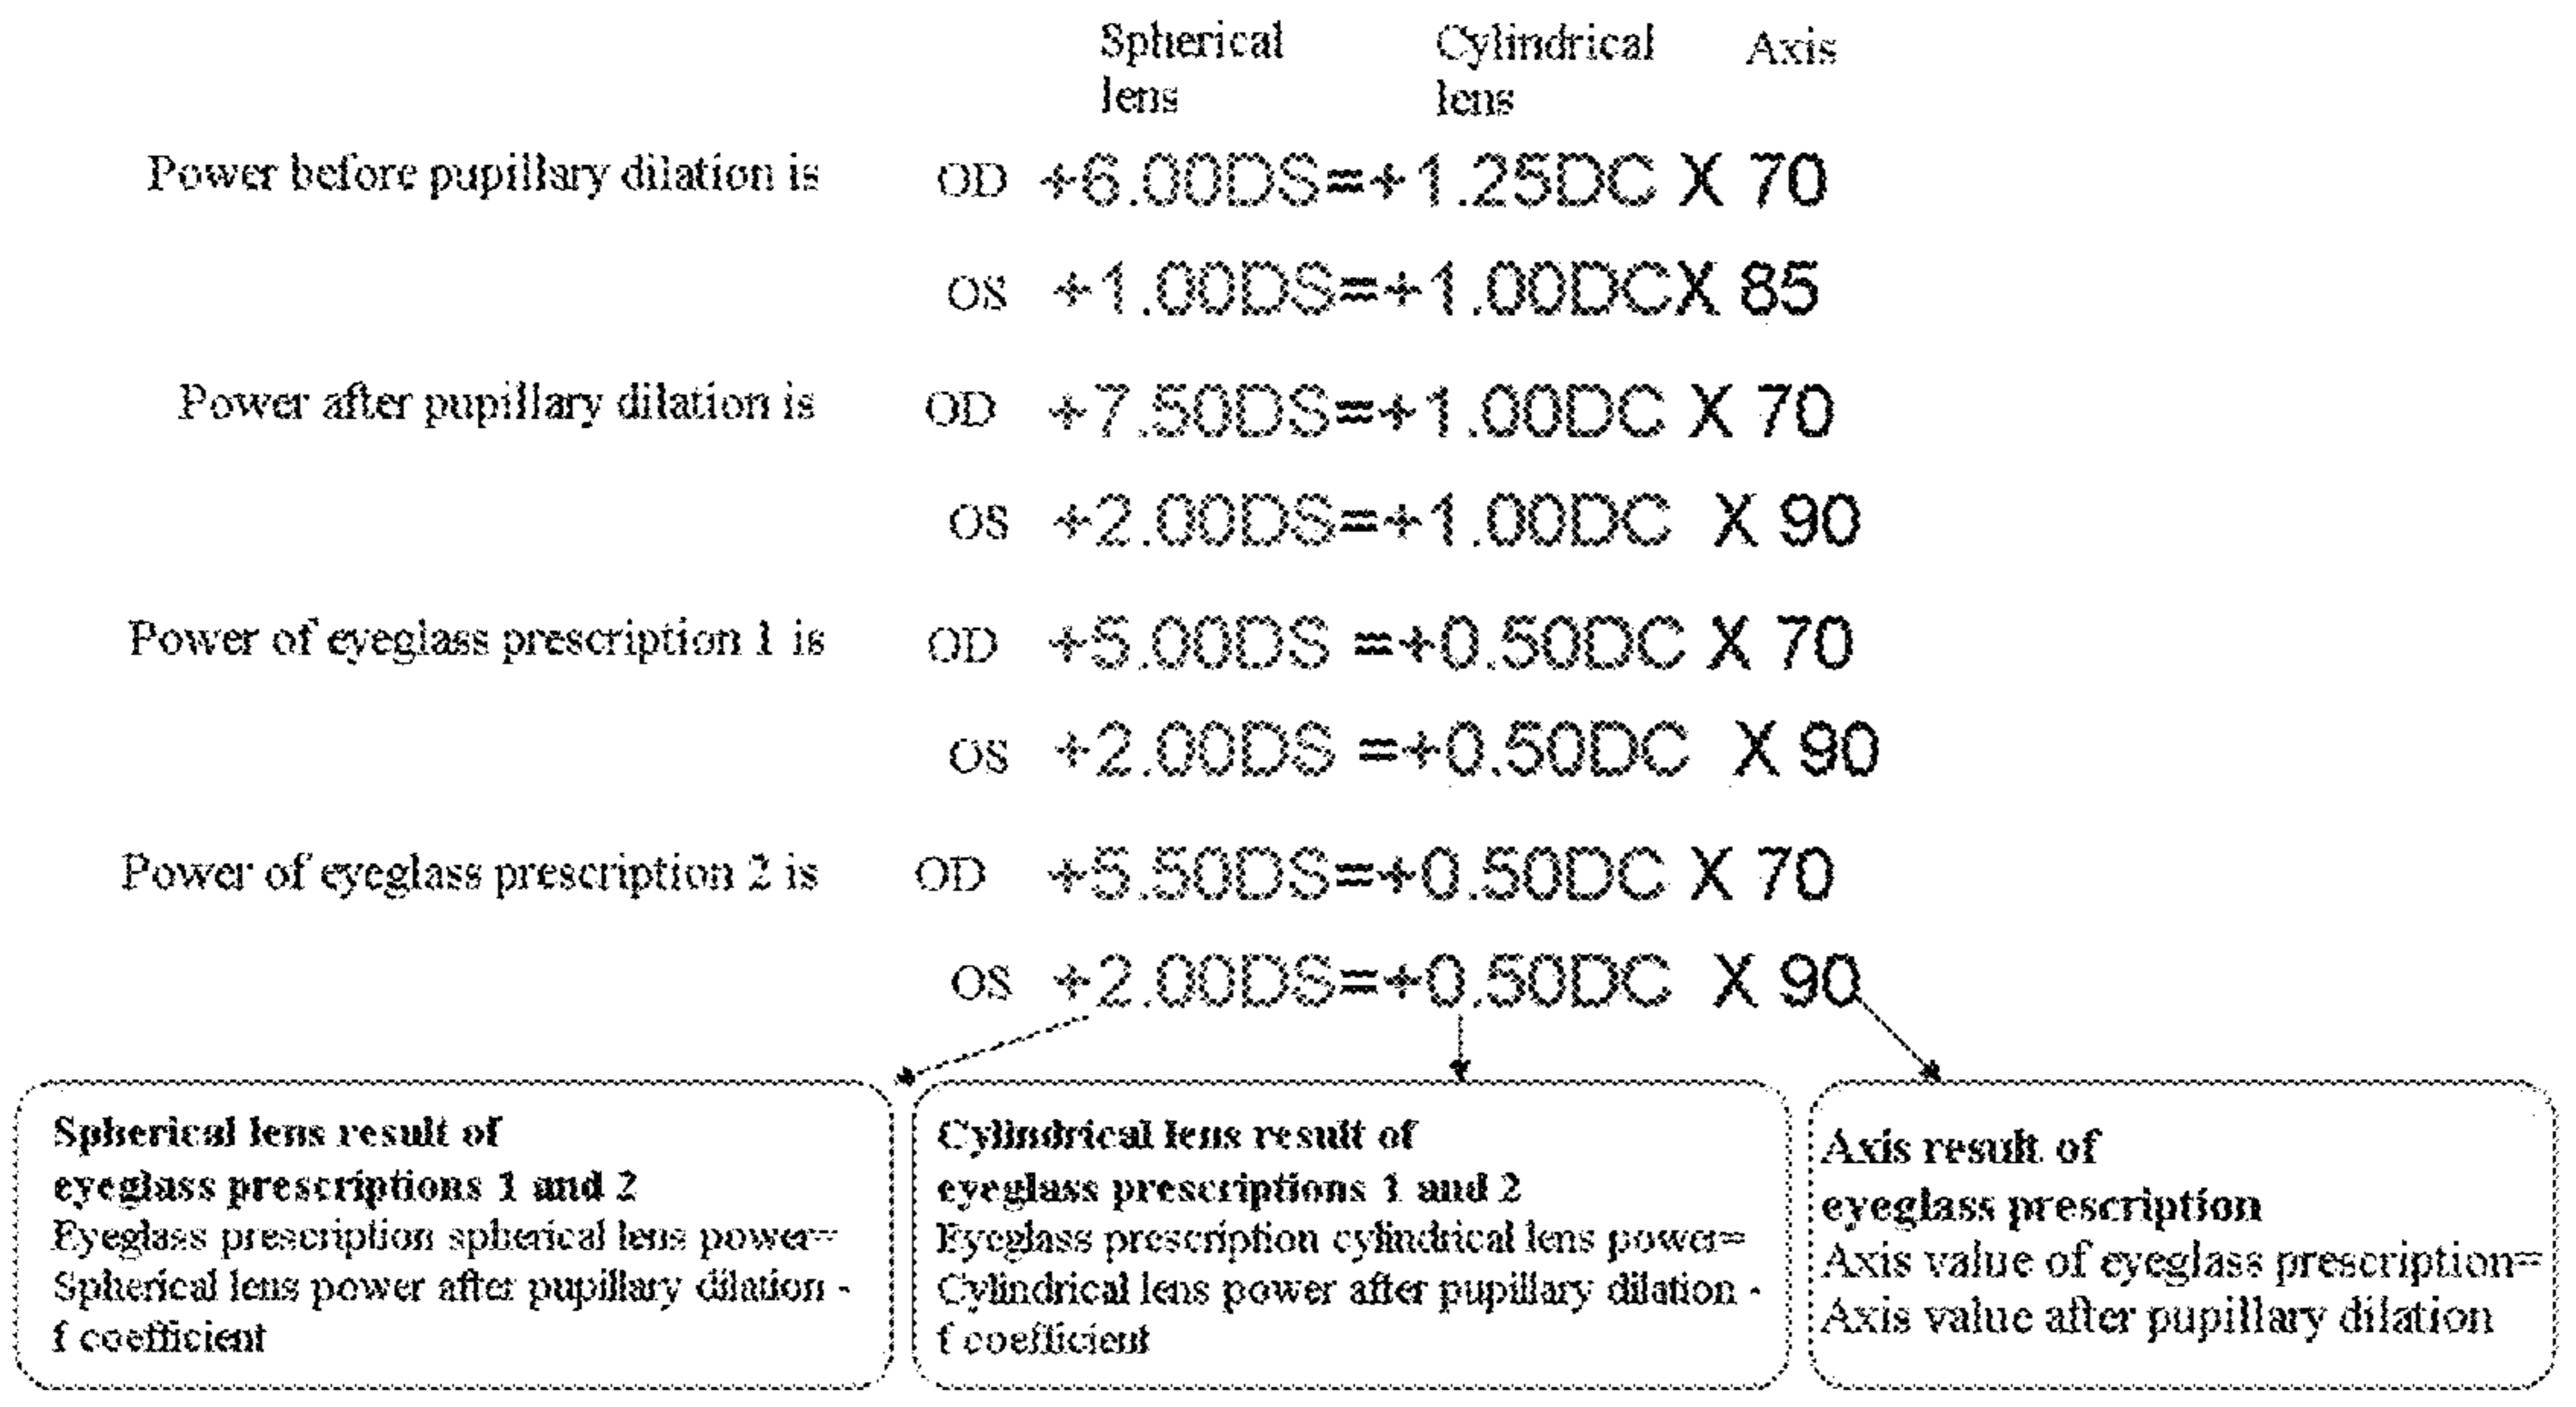 Spherical lens Cylindrical lens Axis
Power before pupillary dilation is OD +6.00DS=+1.25DC X 70
OS +1.00DS=+1.00DCX 85
Power after pupillary dilation is OD +7.50DS=+1.00DC X 70
OS +2.00DS=+1.00DC X 90
Power of eyeglass prescription 1 is OD +5.00DS =+0.50DC X 70
OS +2.00DS =+0.50DC X 90
Power of eyeglass prescription 2 is OD +5.50DS=+0.50DC X 70
OS +2.00DS=+0.50DC X 90
Spherical lens result of
eyeglass prescriptions 1 and 2
Eyeglass prescription spherical lens power=
Spherical lens power after pupillary dilation -
f coefficient
Cylindrical lens result of
eyeglass prescriptions 1 and 2
Eyeglass prescription cylindrical lens power=
Cylindrical lens power after pupillary dilation -
f coefficient
Axis result of
eyeglass prescription
Axis value of eyeglass prescription=
Axis value after pupillary dilation